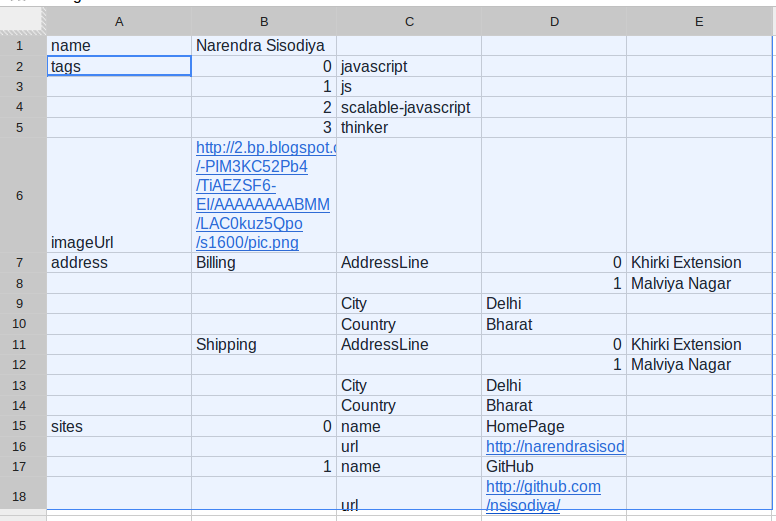 A B C D E
1 name Narendra Sisodiya
2 tags 0 javascript
3 1 js
4 2 scalable-javascript
5 3 thinker
http://2.bp.blogspot.
/-PIM3KC52Pb4
/TiAEZSF6-
EI/AAAAAAAABMM
/LAC0kuz5Qpo
/s1600/pic.png
6 imageUrl
7 address Billing AddressLine 0 Khirki Extension
8 1 Malviya Nagar
9 City Delhi
10 Country Bharat
11 Shipping AddressLine 0 Khirki Extension
12 1 Malviya Nagar
13 City Delhi
14 Country Bharat
15 sites 0 name HomePage
16 url http://narendrasisod
17 1 name GitHub
http://github.com
/nsisodiya/
18 url